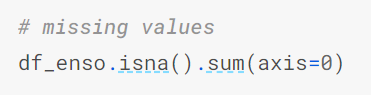 # missing values
df_enso.isna().sum(axis=0)